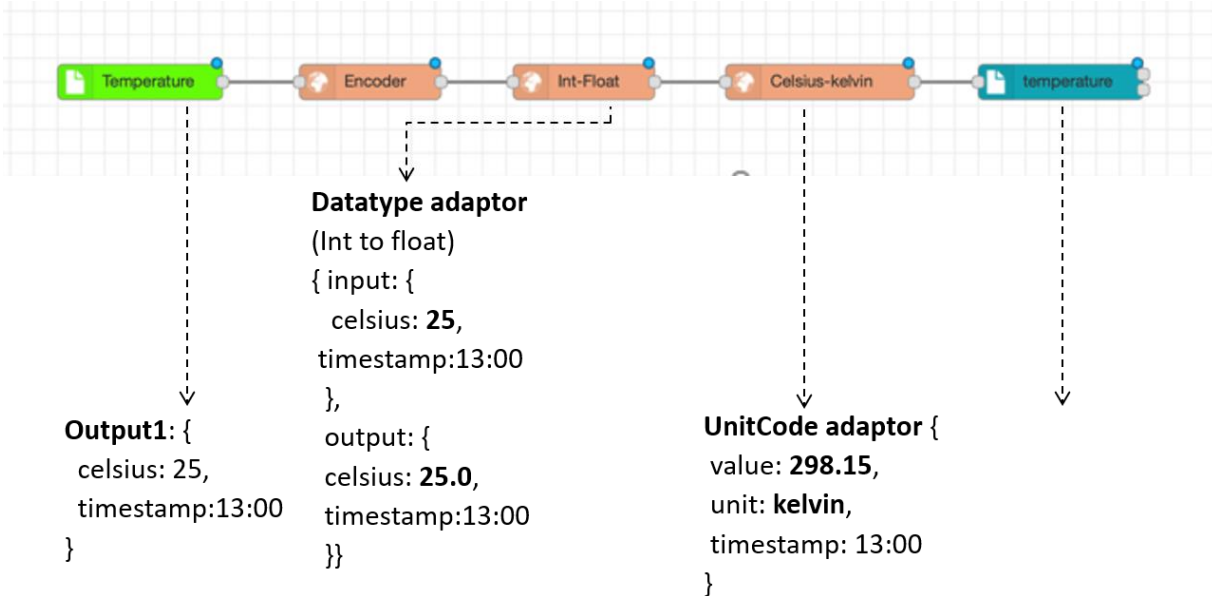 Temperature
Encoder
Int-Float
Celsius-kelvin
temperature
Datatype adaptor
(Int to float)
{ input: {
celsius: 25,
timestamp:13:00
},
output: {
celsius: 25.0,
timestamp:13:00
}}
Output1: {
celsius: 25,
timestamp:13:00
}
UnitCode adaptor {
value: 298.15,
unit: kelvin,
timestamp: 13:00
}